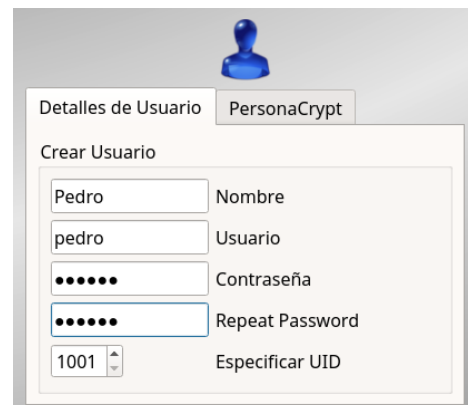 Detalles de Usuario PersonaCrypt
Crear Usuario
Pedro Nombre
pedro Usuario
●●●●●● Contraseña
●●●●●● Repeat Password
1001 Especificar UID